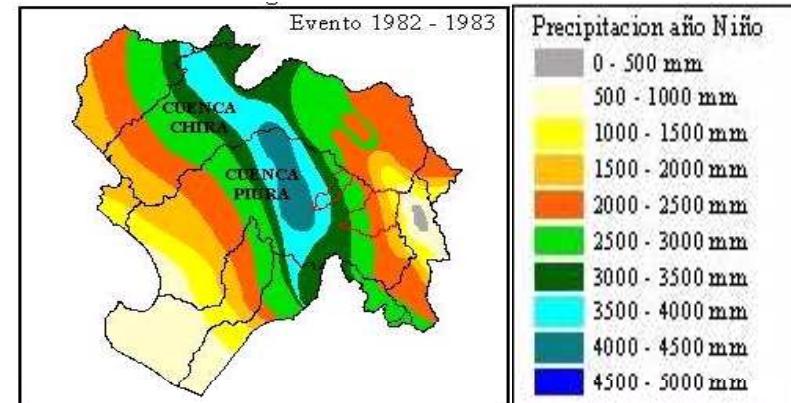 Evento 1982 - 1983
CUENCA
CHIRA
CUENCA
PIURA
Precipitacion año Niño
0 - 500 mm
500 - 1000 mm
1000 - 1500 mm
1500 - 2000 mm
2000 - 2500 mm
2500 - 3000 mm
3000 - 3500 mm
3500 - 4000 mm
4000 - 4500 mm
4500 - 5000 mm